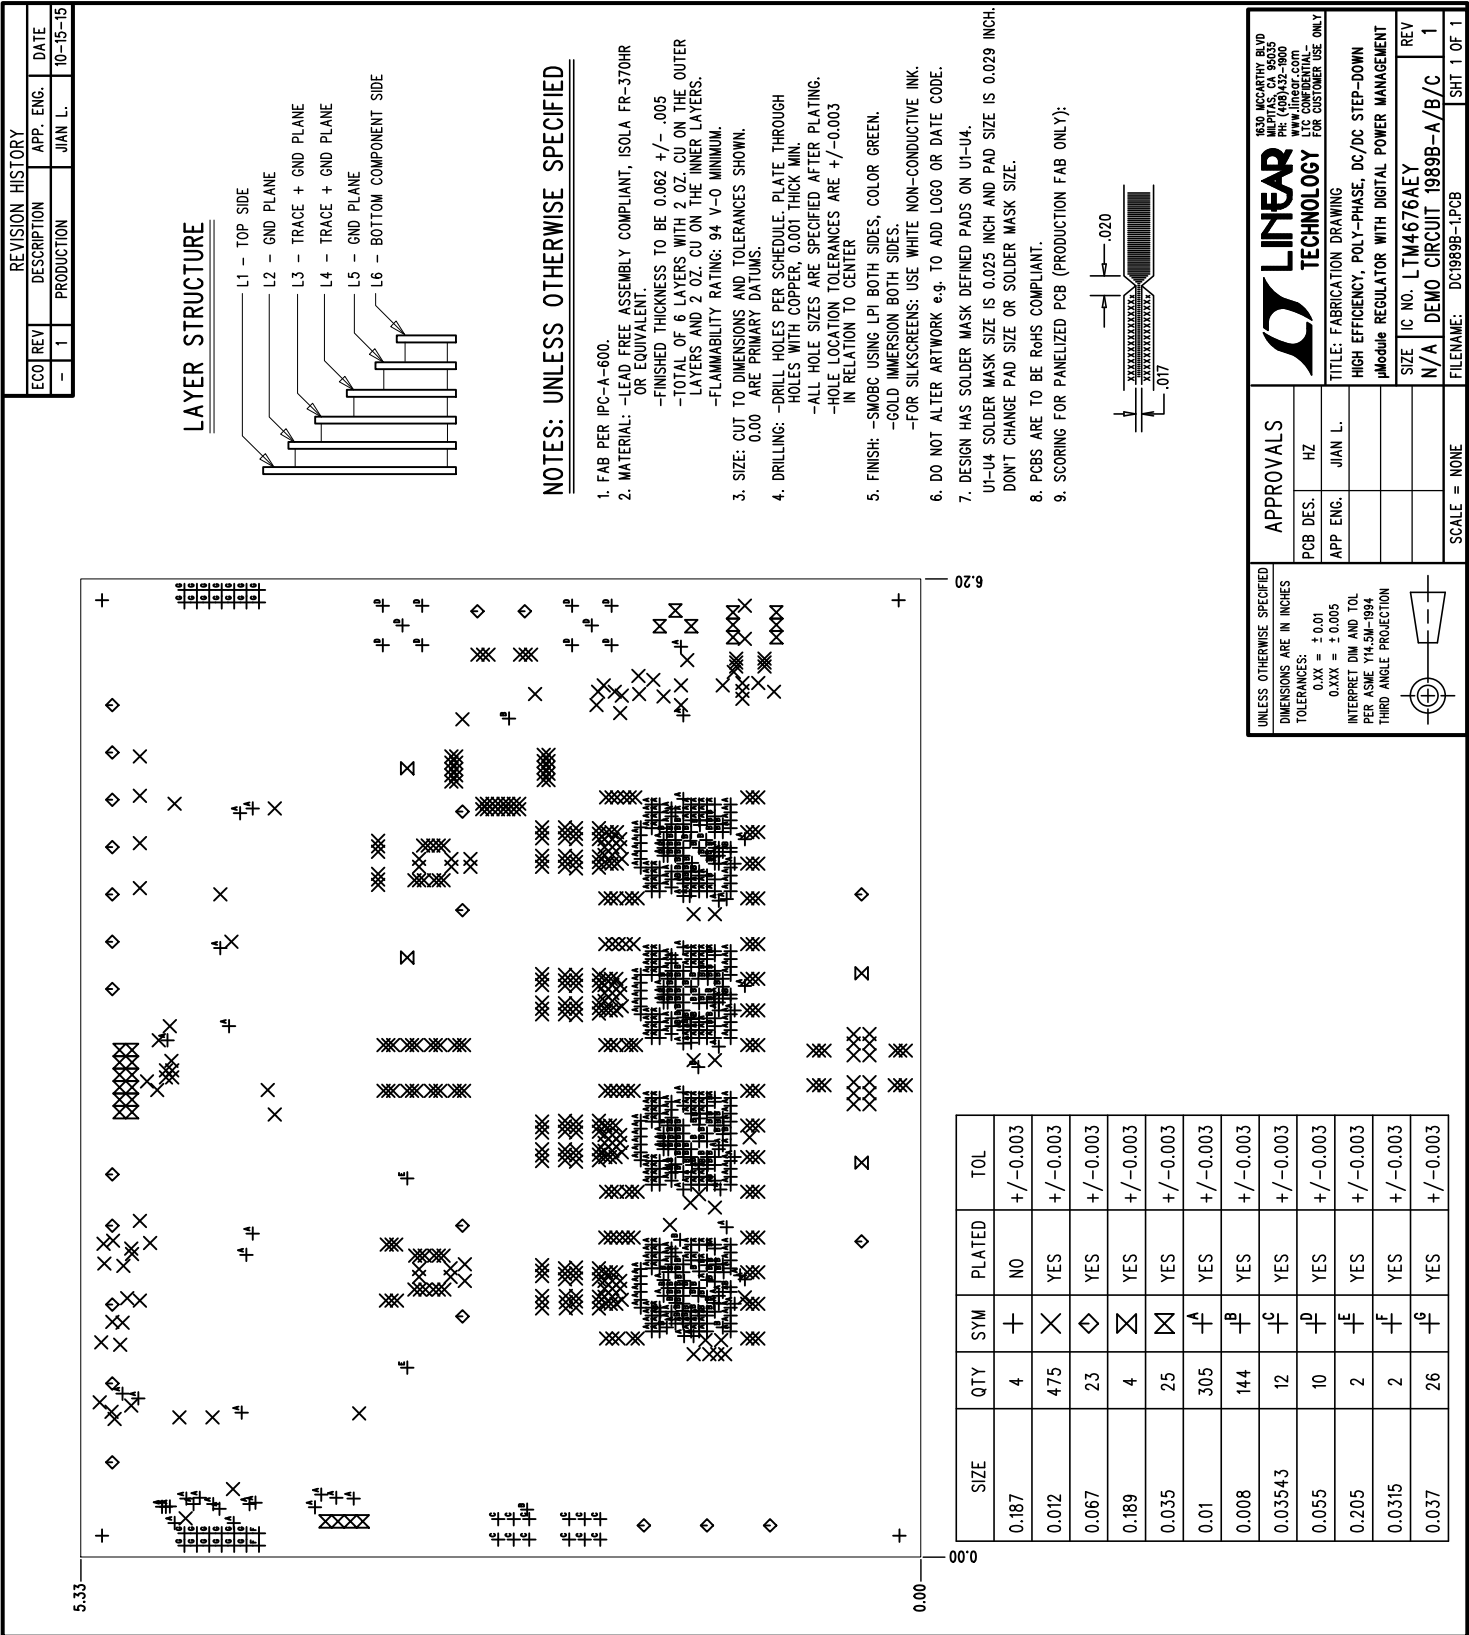 REVISION HISTORY
ECO REV DESCRIPTION APP. ENG. DATE
- 1 PRODUCTION JIAN L. 10-15-15
LAYER STRUCTURE
L1 - TOP SIDE
L2 - GND PLANE
L3 - TRACE + GND PLANE
L4 - TRACE + GND PLANE
L5 - GND PLANE
L6 - BOTTOM COMPONENT SIDE
NOTES: UNLESS OTHERWISE SPECIFIED
1. FAB PER IPC-A-600.
2. MATERIAL: -LEAD FREE ASSEMBLY COMPLIANT, ISOLA FR-370HR
OR EQUIVALENT.
-FINISHED THICKNESS TO BE 0.062 +/- .005
-TOTAL OF 6 LAYERS WITH 2 OZ. CU ON THE OUTER
LAYERS AND 2 OZ. CU ON THE INNER LAYERS.
-FLAMMABILITY RATING: 94 V-0 MINIMUM.
3. SIZE: CUT TO DIMENSIONS AND TOLERANCES SHOWN.
0.00 ARE PRIMARY DATUMS.
4. DRILLING: -DRILL HOLES PER SCHEDULE. PLATE THROUGH
HOLES WITH COPPER, 0.001 THICK MIN.
-ALL HOLE SIZES ARE SPECIFIED AFTER PLATING.
-HOLE LOCATION TOLERANCES ARE +/-0.003
IN RELATION TO CENTER
5. FINISH: -SMOBC USING LPI BOTH SIDES, COLOR GREEN.
-GOLD IMMERSION BOTH SIDES.
-FOR SILKSCREENS: USE WHITE NON-CONDUCTIVE INK.
6. DO NOT ALTER ARTWORK e.g. TO ADD LOGO OR DATE CODE.
7. DESIGN HAS SOLDER MASK DEFINED PADS ON U1-U4.
U1-U4 SOLDER MASK SIZE IS 0.025 INCH AND PAD SIZE IS 0.029 INCH.
DON'T CHANGE PAD SIZE OR SOLDER MASK SIZE.
8. PCBS ARE TO BE RoHS COMPLIANT.
9. SCORING FOR PANELIZED PCB (PRODUCTION FAB ONLY):
.020
.017
5.33
0.00
0.00
6.20
SIZE QTY SYM PLATED TOL
0.187 4 NO +/-0.003
0.012 475 YES +/-0.003
0.067 23 YES +/-0.003
0.189 4 YES +/-0.003
0.035 25 YES +/-0.003
0.01 305 A YES +/-0.003
0.008 144 B YES +/-0.003
0.03543 12 C YES +/-0.003
0.055 10 D YES +/-0.003
0.205 2 E YES +/-0.003
0.0315 2 F YES +/-0.003
0.037 26 G YES +/-0.003
UNLESS OTHERWISE SPECIFIED
DIMENSIONS ARE IN INCHES
TOLERANCES:
0.XX = ±0.01
0.XXX = ±0.005
INTERPRET DIM AND TOL
PER ASME Y14.5M-1994
THIRD ANGLE PROJECTION
APPROVALS
PCB DES. HZ
APP ENG. JIAN L.
SCALE = NONE
LINEAR
TECHNOLOGY
1630 MCCARTHY BLVD
MILPITAS, CA 95035
PH: (408)432-1900
www.linear.com
LTC CONFIDENTIAL-
FOR CUSTOMER USE ONLY
TITLE: FABRICATION DRAWING
HIGH EFFICIENCY, POLY-PHASE, DC/DC STEP-DOWN
µModule REGULATOR WITH DIGITAL POWER MANAGEMENT
SIZE IC NO. LTM4676AEY REV
N/A DEMO CIRCUIT 1989B-A/B/C 1
FILENAME: DC1989B-1.PCB SHT 1 OF 1